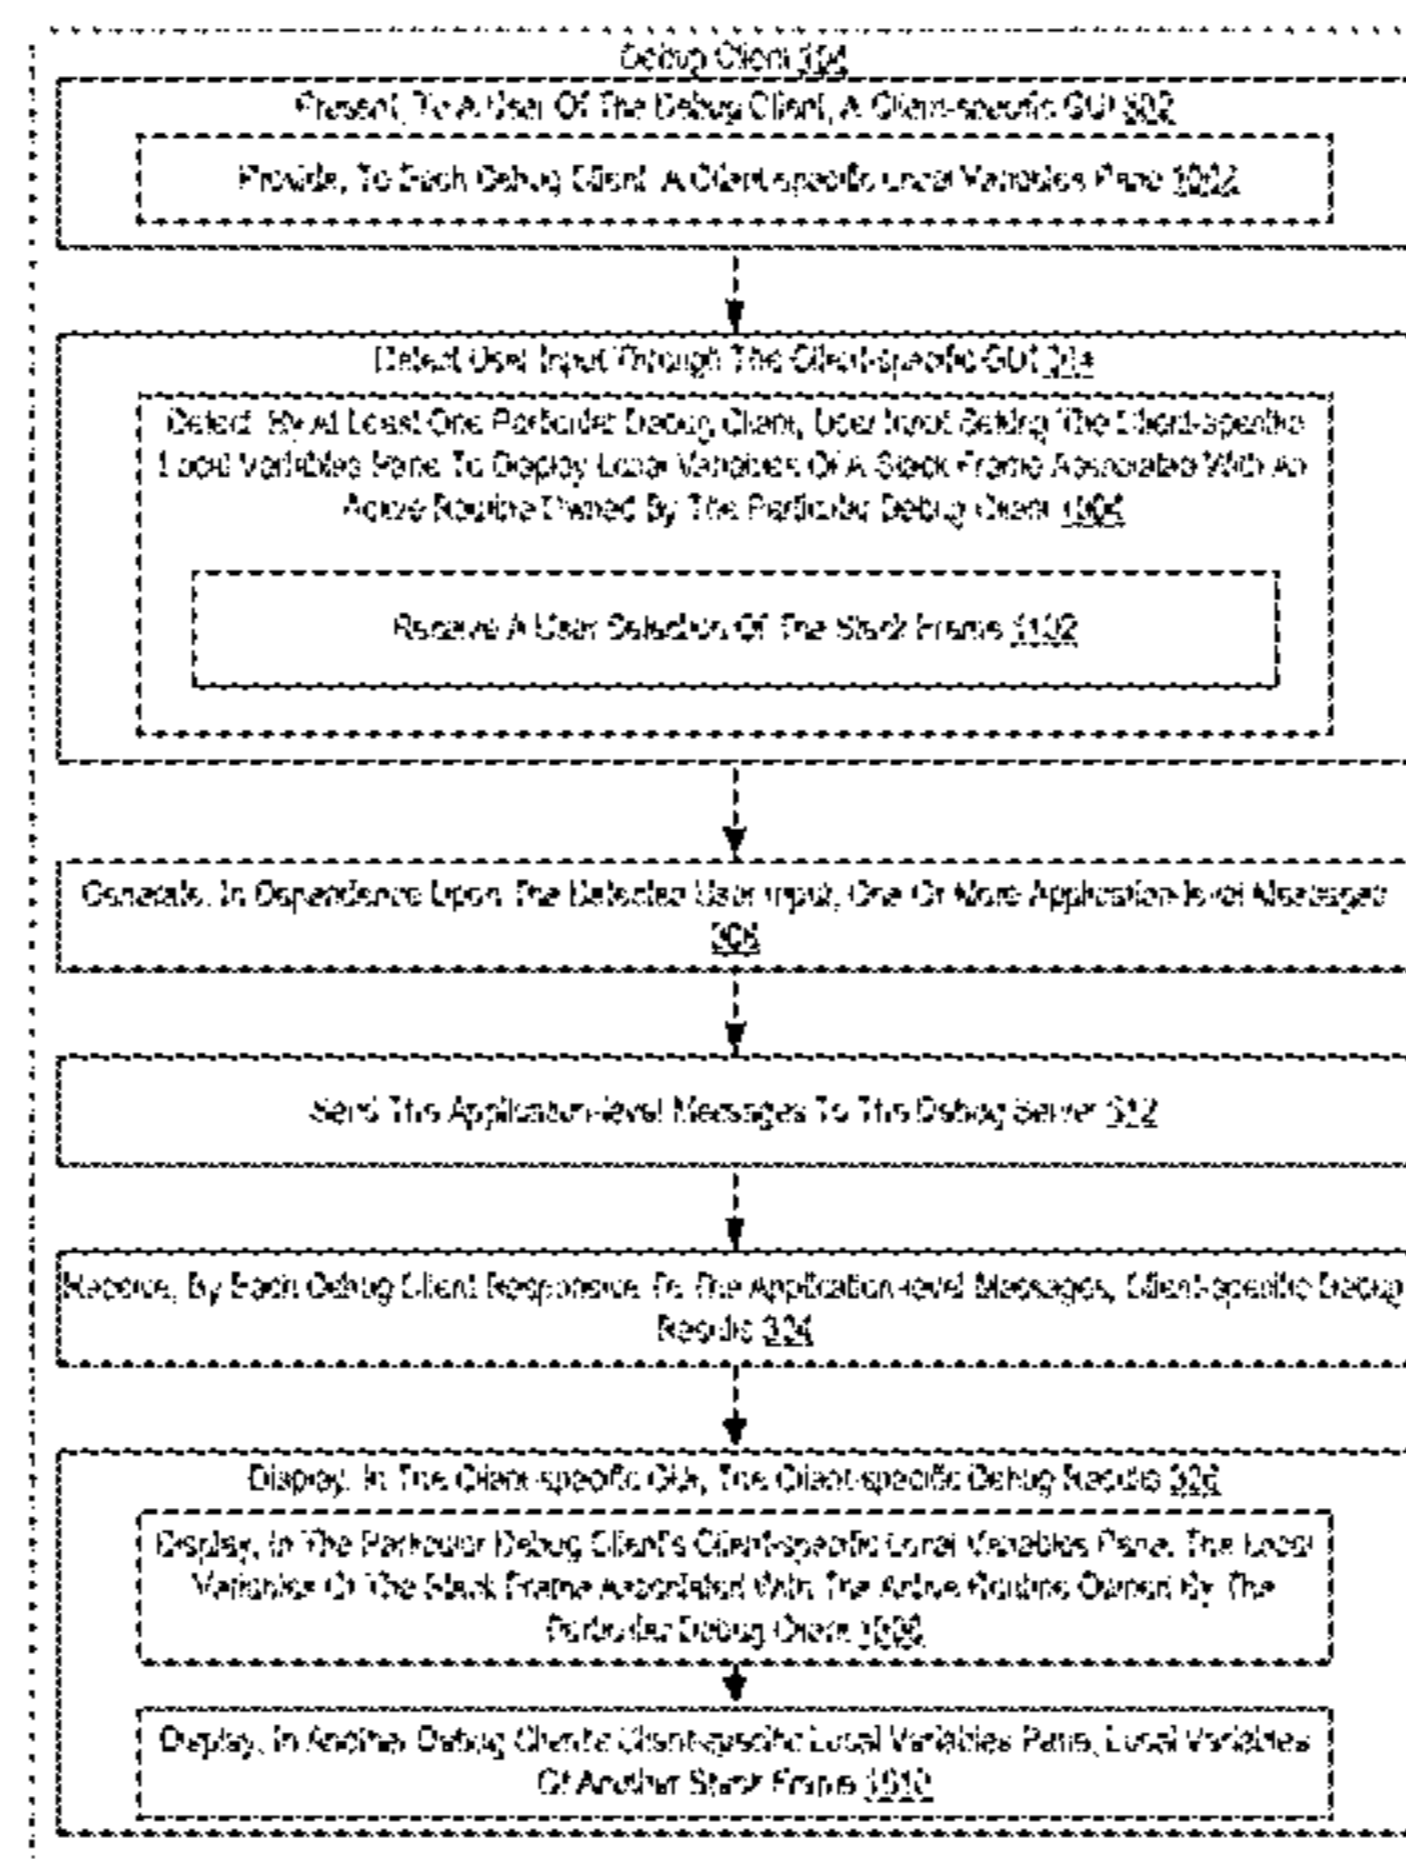 Debug Client
Present, To A User Of The Debug Client, A Client-specific GUI 302
Provide, To Each Debug Client, A Client-specific Local Variables Pane 1002
Detect User Input Through The Client-specific GUI
Detect, By At Least One Particular Debug Client, User Input Setting The Client-specific
Local Variables Pane To Display Local Variables Of A Stack Frame Associated With An
Active Routine Owned By The Particular Debug Client 1004
Receive A User Selection Of The Stack Frame 1102
Generate, In Dependence Upon The Detected User Input, One Or More Application-level Messages
Send The Application-level Messages To The Debug Server 312
Receive, By Each Debug Client Responsive To The Application-level Messages, Client-specific Debug
Results 324
Display, In The Client-specific GUI, The Client-specific Debug Results 326
Display, In The Particular Debug Client's Client-specific Local Variables Pane, The Local
Variables Of The Stack Frame Associated With The Active Routine Owned By The
Particular Debug Client
Display, In Another Debug Client's Client-specific Local Variables Pane, Local Variables
Of Another Stack Frame 1010